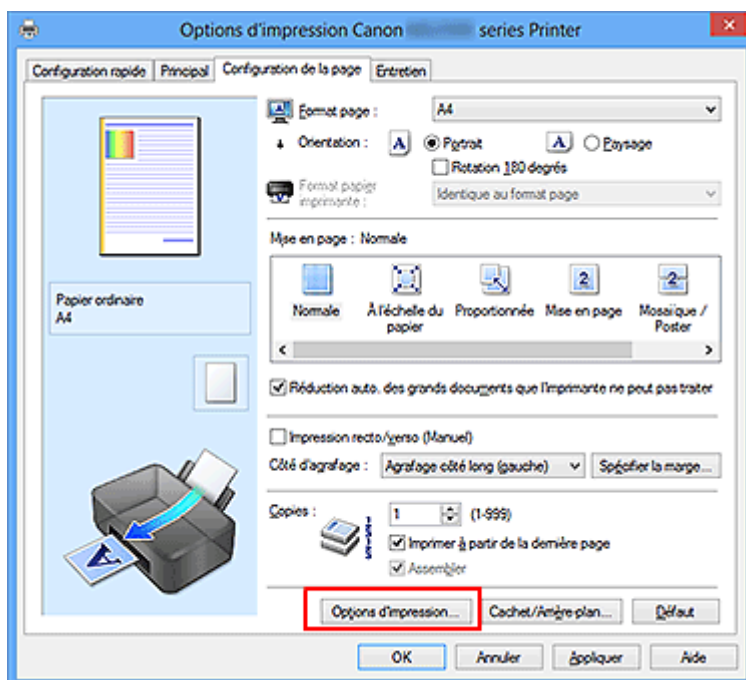 Options d'impression Canon series Printer
Configuration rapide Principal Configuration de la page Entretien
Format page : A4
Orientation : A Portrait A Paysage
Rotation 180 degrés
Format papier imprimante : Identique au format page
Mise en page : Normale
Normale À l'échelle du papier Proportionnée Mise en page Mosaïque / Poster
Papier ordinaire
A4
Réduction auto. des grands documents que l'imprimante ne peut pas traiter
Impression recto/verso (Manuel)
Côté d'agrafage : Agrafage côté long (gauche) Spécifier la marge...
Copies : 1 (1-999)
Imprimer à partir de la dernière page
Assembler
Options d'impression... Cachet/Arrière-plan... Défaut
OK Annuler Appliquer Aide